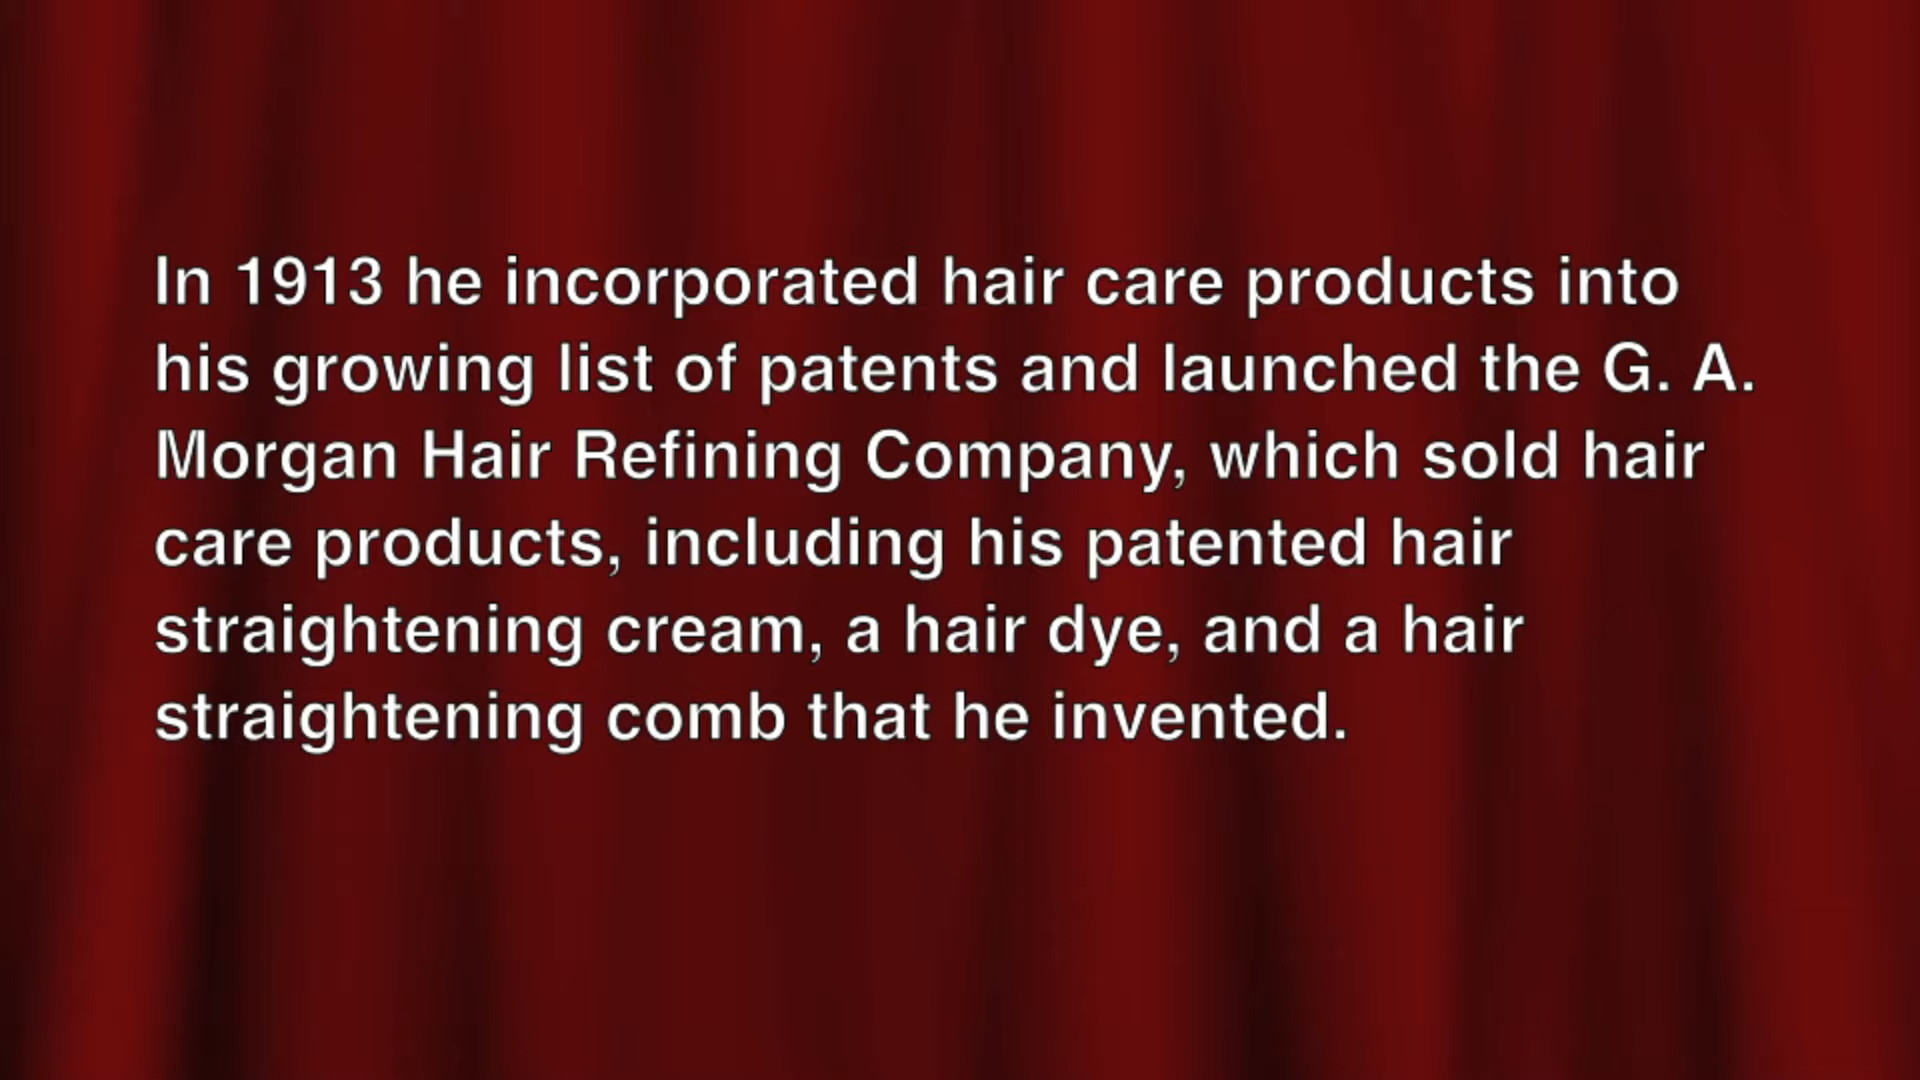 In 1913 he incorporated hair care products into
his growing list of patents and launched the G. A.
Morgan Hair Refining Company, which sold hair
care products, including his patented hair
straightening cream, a hair dye, and a hair
straightening comb that he invented.